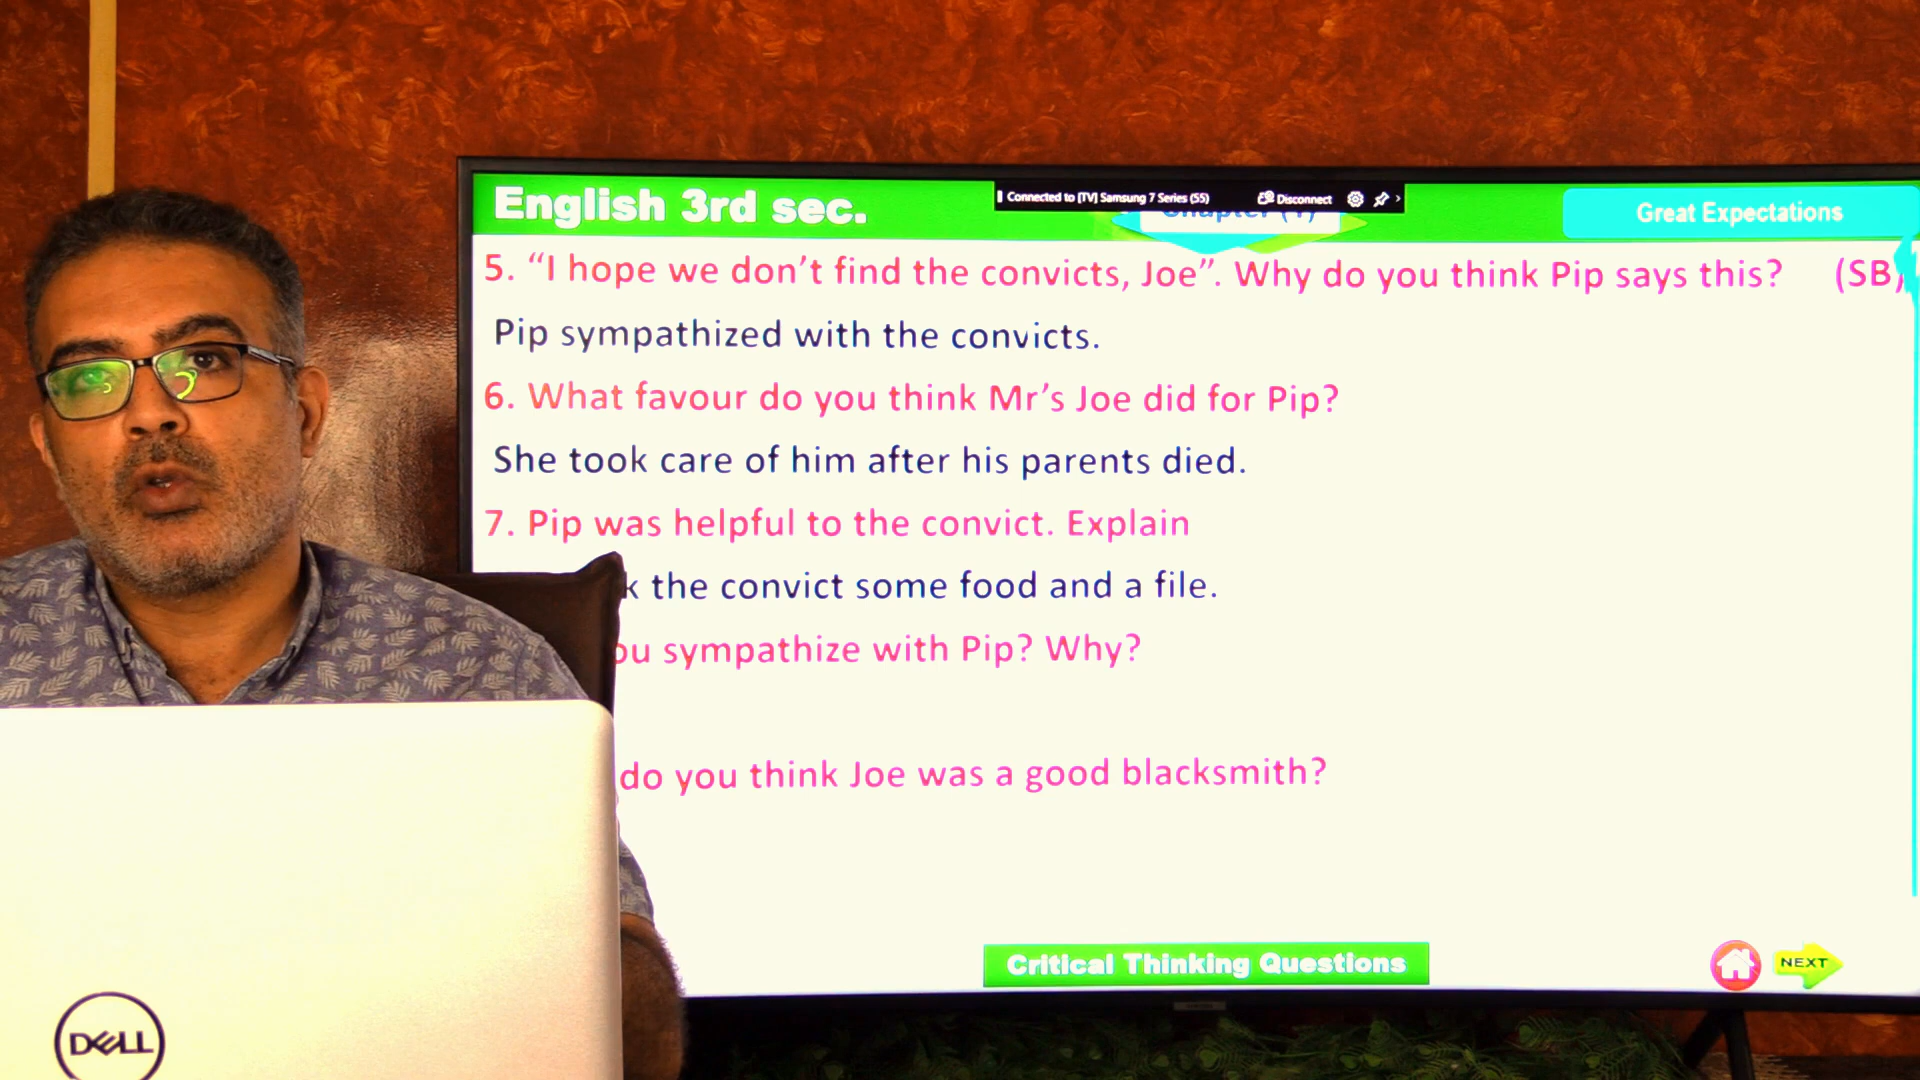 English 3rd sec.
Connected to [TV] Samsung 7 Series (55)
Disconnect
Great Expectations
5. “I hope we don’t find the convicts, Joe”. Why do you think Pip says this? (SB)
Pip sympathized with the convicts.
6. What favour do you think Mr’s Joe did for Pip?
She took care of him after his parents died.
7. Pip was helpful to the convict. Explain
the convict some food and a file.
sympathize with Pip? Why?
do you think Joe was a good blacksmith?
Critical Thinking Questions
NEXT
DELL